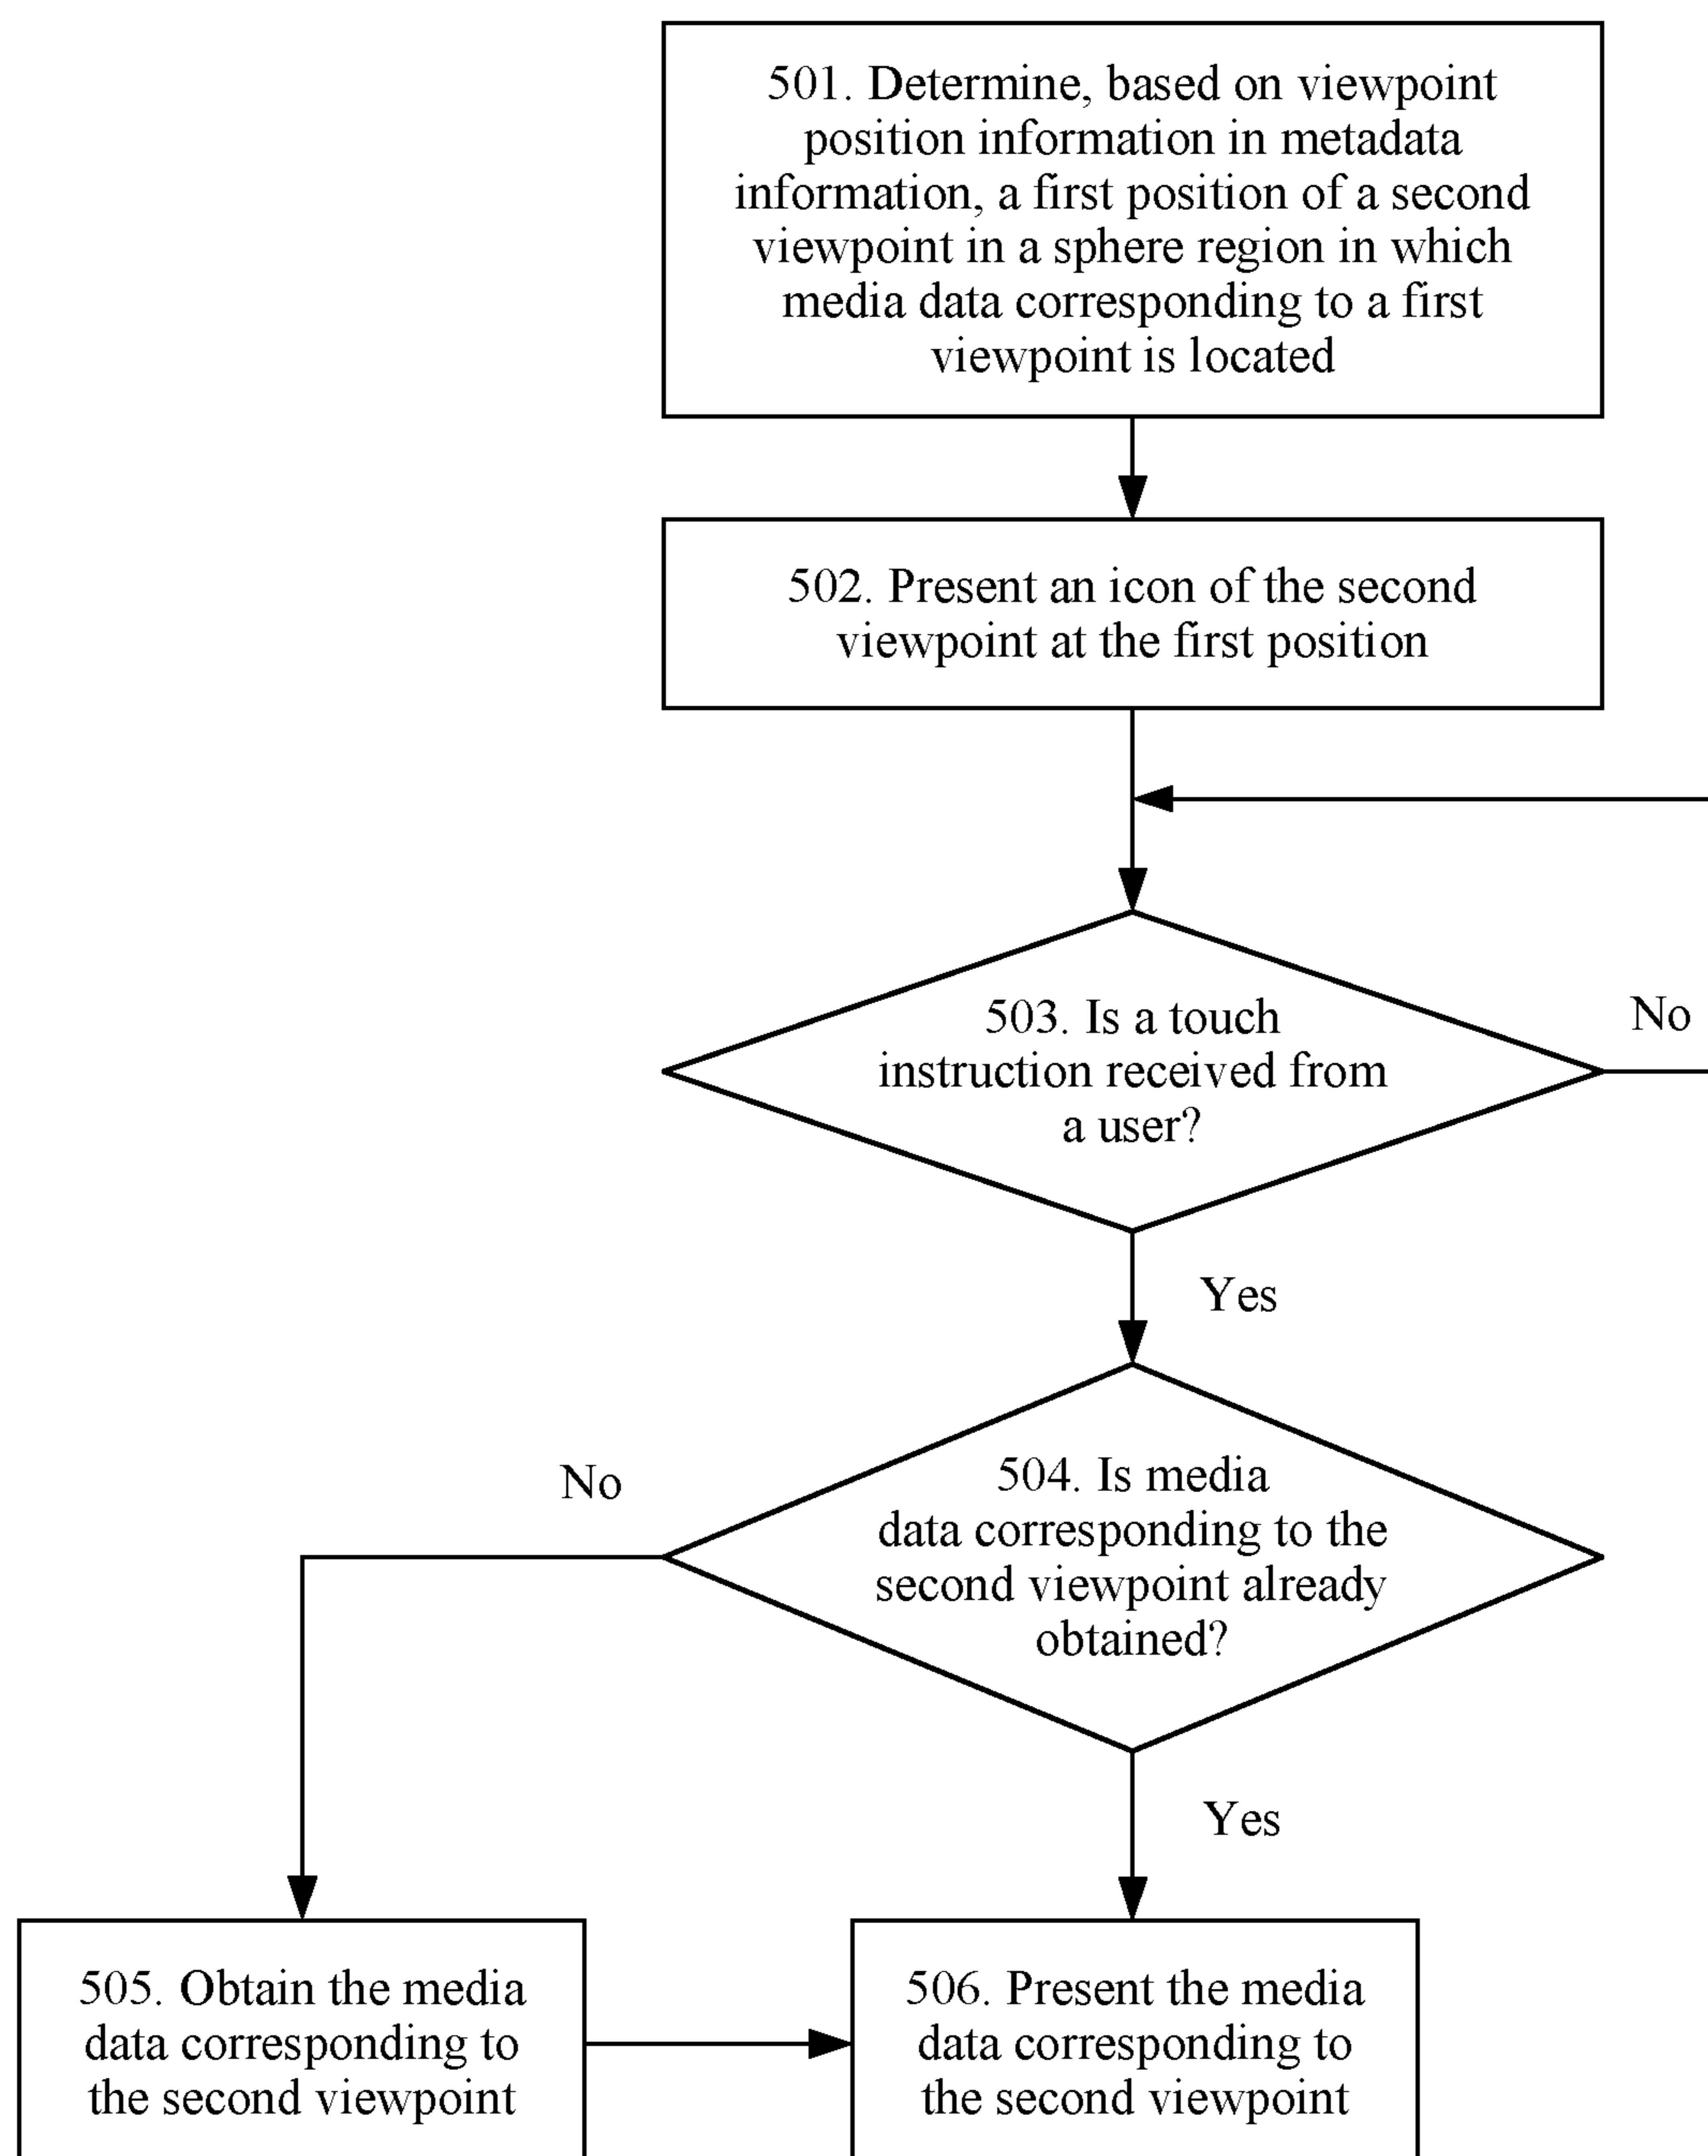 501. Determine, based on viewpoint
position information in metadata
information, a first position of a second
viewpoint in a sphere region in which
media data corresponding to a first
viewpoint is located
502. Present an icon of the second
viewpoint at the first position
503. Is a touch
instruction received from
a user?
No
Yes
504. Is media
data corresponding to the
second viewpoint already
obtained?
No
Yes
505. Obtain the media
data corresponding to
the second viewpoint
506. Present the media
data corresponding to
the second viewpoint